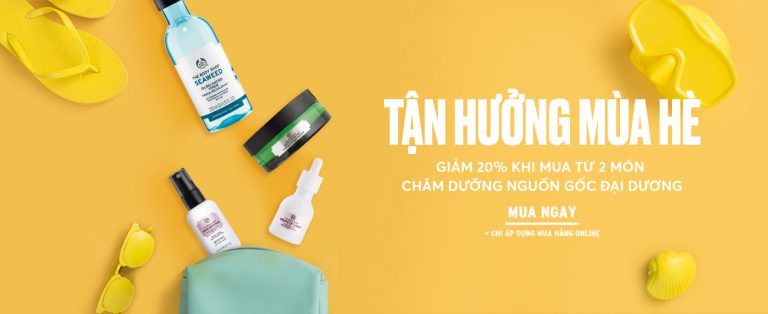 THE BODY SHOP
SEAWEED
TẬN HƯỞNG MÙA HÈ
GIẢM 20% KHI MUA TỪ 2 MÓN
CHĂM DƯỠNG NGUỒN GỐC ĐẠI DƯƠNG
MUA NGAY
* CHỈ ÁP DỤNG MUA HÀNG ONLINE